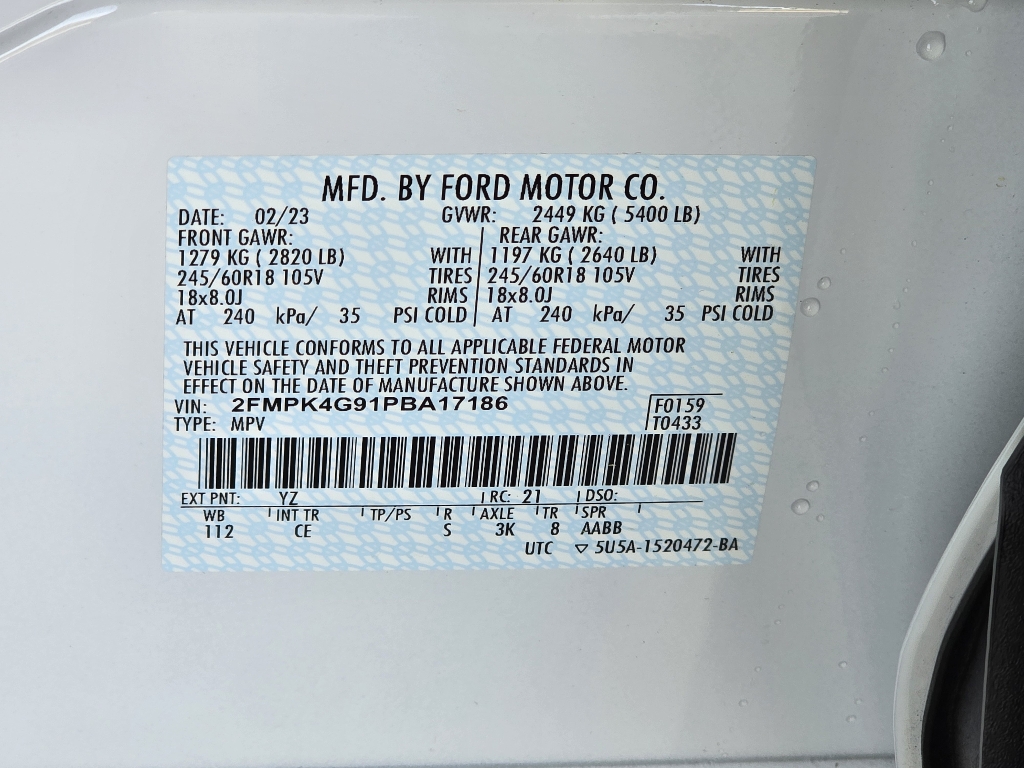 MFD. BY FORD MOTOR CO.
DATE: 02/23 GVWR: 2449 KG ( 5400 LB)
FRONT GAWR: REAR GAWR:
1279 KG ( 2820 LB) WITH 1197 KG ( 2640 LB) WITH
245/60R18 105V TIRES 245/60R18 105V TIRES
18x8.0J RIMS 18x8.0J RIMS
AT 240 kPa/ 35 PSI COLD AT 240 kPa/ 35 PSI COLD
THIS VEHICLE CONFORMS TO ALL APPLICABLE FEDERAL MOTOR
VEHICLE SAFETY AND THEFT PREVENTION STANDARDS IN
EFFECT ON THE DATE OF MANUFACTURE SHOWN ABOVE.
VIN: 2FMPK4G91PBA17186 F0159
TYPE: MPV T0433
EXT PNT: YZ RC: 21 DSO:
WB INT TR TP/PS R AXLE TR SPR
112 CE S 3K 8 AABB
UTC ▽ 5U5A-1520472-BA